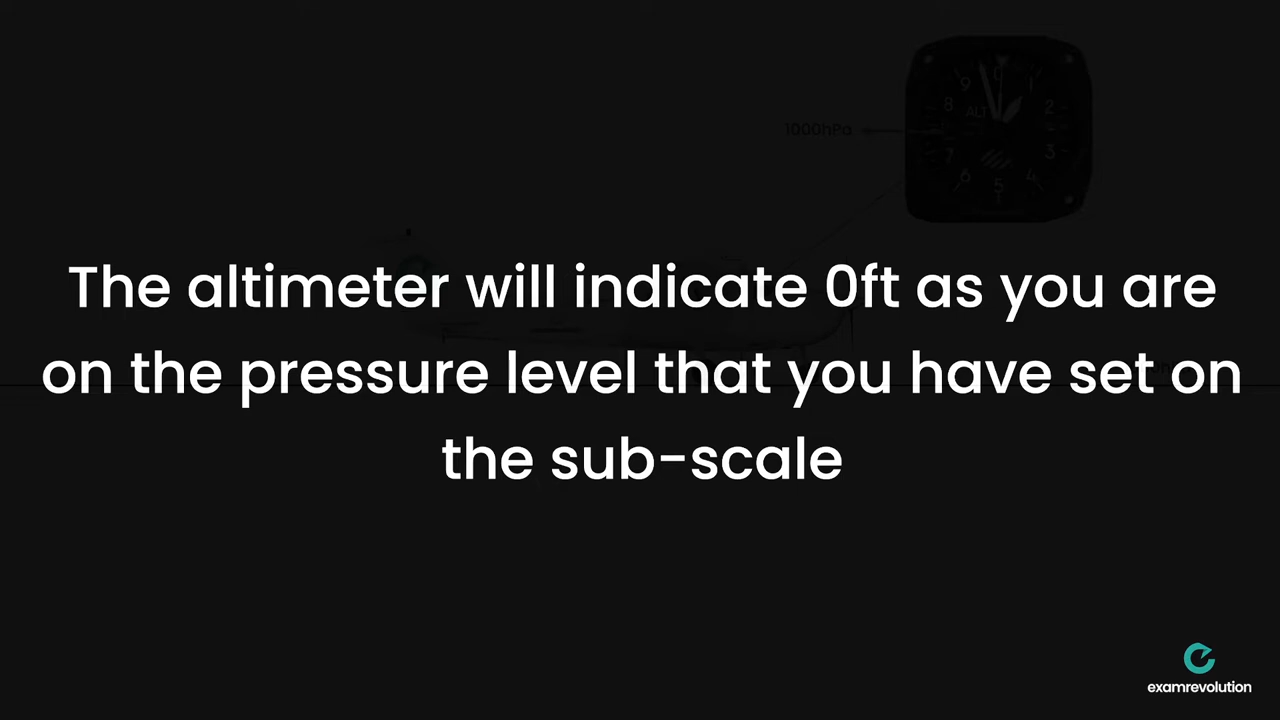 1000hPa
The altimeter will indicate 0ft as you are
on the pressure level that you have set on
the sub-scale
examrevolution